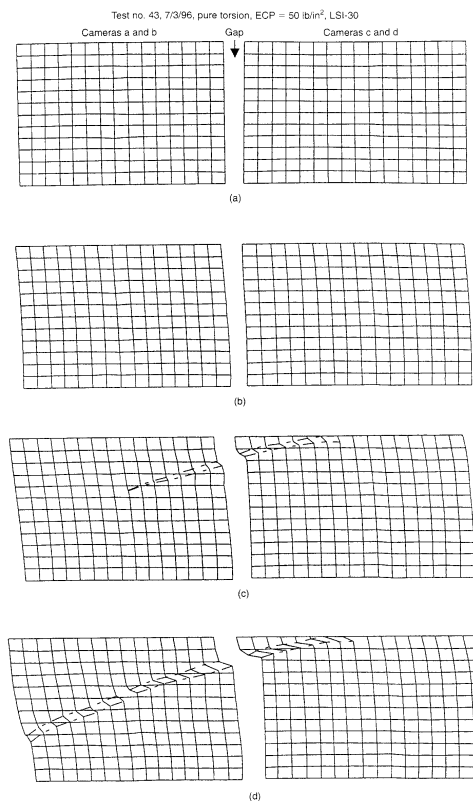 Test no. 43, 7/3/96, pure torsion, ECP = 50 lb/in², LSI-30
Cameras a and b Gap Cameras c and d
(a)
(b)
(c)
(d)